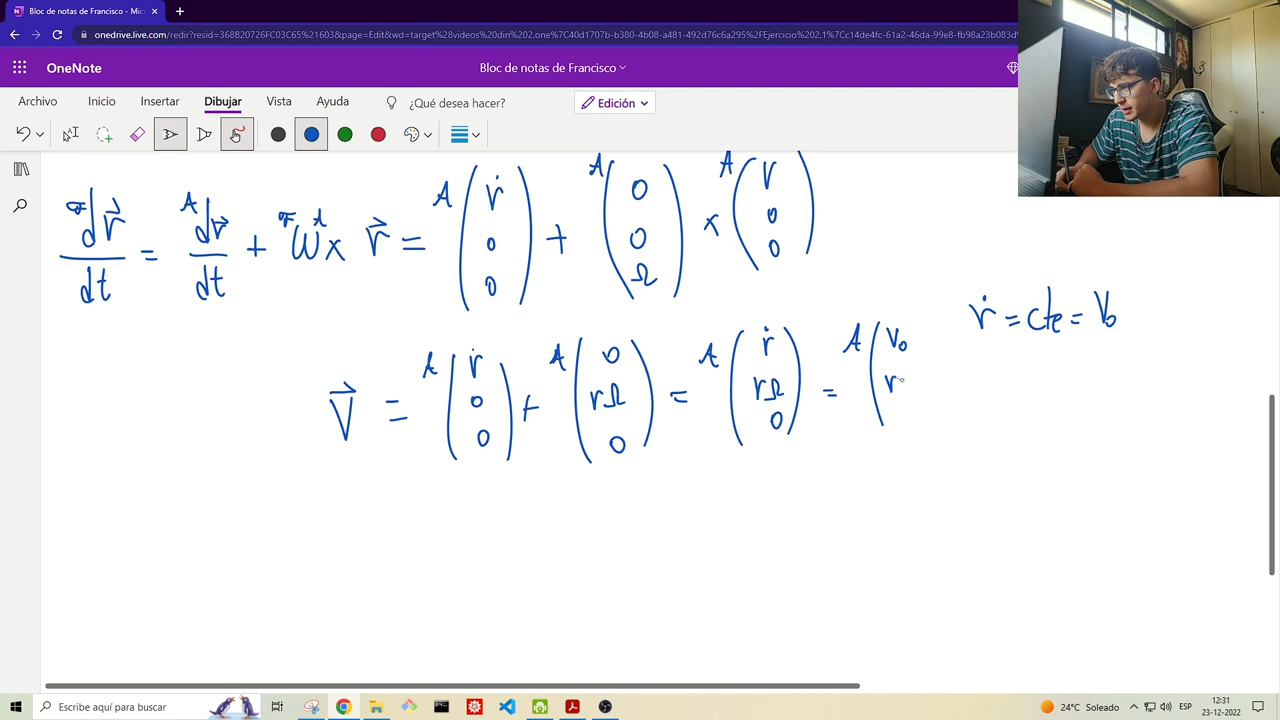 Bloc de notas de Francisco - Mic
onedrive.live.com/redir?resid=368B20726FC03C65%21603&page=Edit&wd=target%28videos%20din%202.one%7C40d1707b-b380-4b08-a481-492d76c6a295%2FEjercicio%202.1%7Cc14de4fc-61a2-46da-99e8-fb98a23b083d%
OneNote
Bloc de notas de Francisco
Archivo Inicio Insertar Dibujar Vista Ayuda ¿Qué desea hacer? Edición
d r⃗ / dt = A d r⃗ / dt + ω A × r⃗ = A ( ṙ 0 0 ) + A ( 0 0 Ω ) × A ( r 0 0 )
ṙ = cte = V₀
V⃗ = A ( ṙ 0 0 ) + A ( 0 rΩ 0 ) = A ( ṙ rΩ 0 ) = A ( V₀ r
Escribe aquí para buscar
24°C Soleado
ESP
12:31
23-12-2022